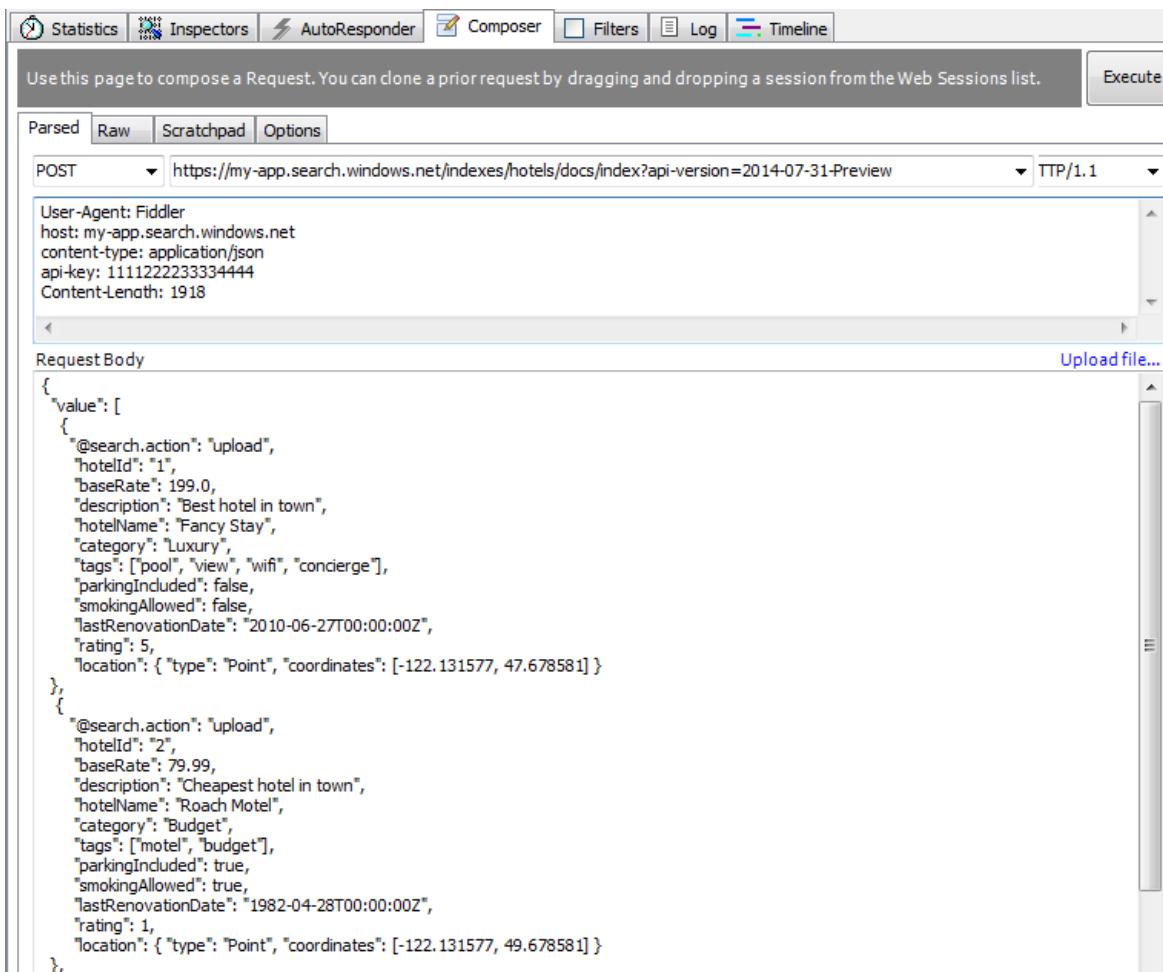 Statistics Inspectors AutoResponder Composer Filters Log Timeline
Use this page to compose a Request. You can clone a prior request by dragging and dropping a session from the Web Sessions list. Execute
Parsed Raw Scratchpad Options
POST https://my-app.search.windows.net/indexes/hotels/docs/index?api-version=2014-07-31-Preview TTP/1.1
User-Agent: Fiddler
host: my-app.search.windows.net
content-type: application/json
api-key: 1111222233334444
Content-Length: 1918
Request Body Upload file...
{
"value": [
{
"@search.action": "upload",
"hotelId": "1",
"baseRate": 199.0,
"description": "Best hotel in town",
"hotelName": "Fancy Stay",
"category": "Luxury",
"tags": ["pool", "view", "wifi", "concierge"],
"parkingIncluded": false,
"smokingAllowed": false,
"lastRenovationDate": "2010-06-27T00:00:00Z",
"rating": 5,
"location": { "type": "Point", "coordinates": [-122.131577, 47.678581] }
},
{
"@search.action": "upload",
"hotelId": "2",
"baseRate": 79.99,
"description": "Cheapest hotel in town",
"hotelName": "Roach Motel",
"category": "Budget",
"tags": ["motel", "budget"],
"parkingIncluded": true,
"smokingAllowed": true,
"lastRenovationDate": "1982-04-28T00:00:00Z",
"rating": 1,
"location": { "type": "Point", "coordinates": [-122.131577, 49.678581] }
},